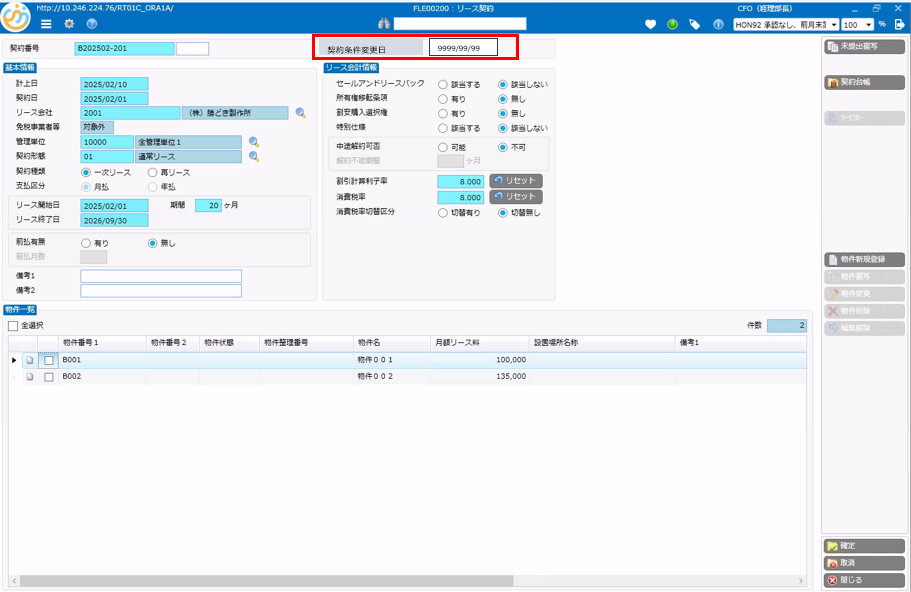 http://10.246.224.76/RT01C_ORA1A/ FLE00200：リース契約 CFO（経理部長）
HON92 承認なし、前月末 100 %
契約番号 B202502-201 契約条件変更日 9999/99/99
基本情報
計上日 2025/02/10
契約日 2025/02/01
リース会社 2001 （株）勝どき製作所
免税事業者等 対象外
管理単位 10000 全管理単位1
契約形態 01 通常リース
契約種類 一次リース 再リース
支払区分 月払 年払
リース開始日 2025/02/01 期間 20 ヶ月
リース終了日 2026/09/30
前払有無 有り 無し
前払月数
備考1
備考2
リース会計情報
セールアンドリースバック 該当する 該当しない
所有権移転条項 有り 無し
割安購入選択権 有り 無し
特別仕様 該当する 該当しない
中途解約可否 可能 不可
解約不能期間 ヶ月
割引計算利子率 8.000 リセット
消費税率 8.000 リセット
消費税率切替区分 切替有り 切替無し
未提出複写
契約台帳
ワークフロー
物件新規登録
物件複写
物件変更
物件削除
編集解除
物件一覧
全選択 件数 2
物件番号1 物件番号2 物件状態 物件整理番号 物件名 月額リース料 設置場所名称 備考1
B001 物件００１ 100,000
B002 物件００２ 135,000
確定
取消
閉じる